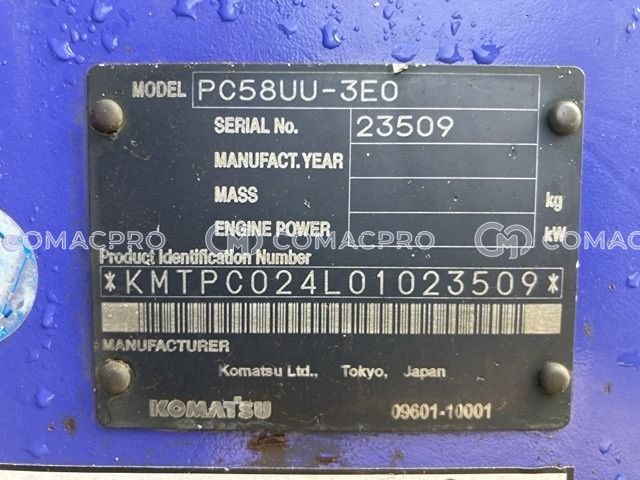 MODEL PC58UU-3E0
SERIAL No. 23509
MANUFACT. YEAR
MASS kg
ENGINE POWER kW
COMACPRO COMACPRO
Product Identification Number
*KMTPC024L01023509*
MANUFACTURER
Komatsu Ltd., Tokyo, Japan
KOMATSU 09601-10001